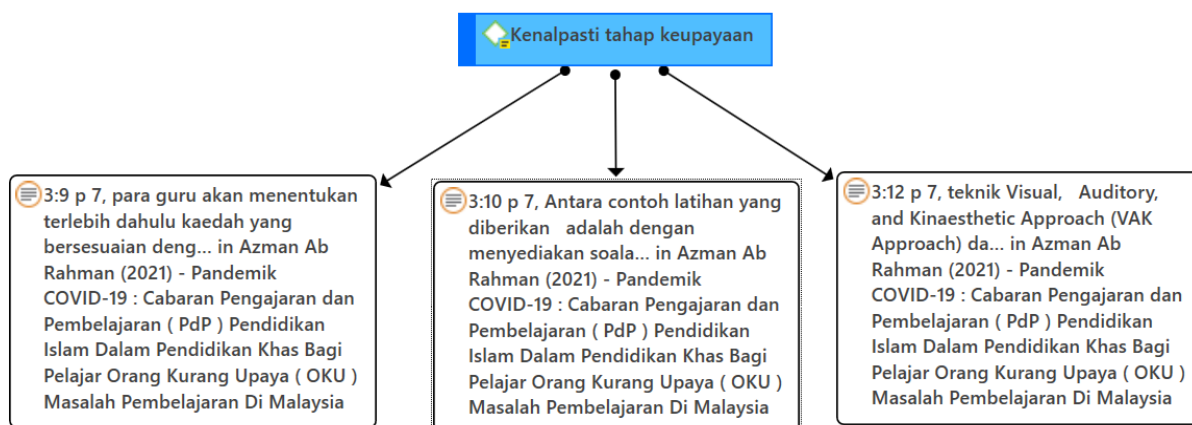 Kenalpasti tahap keupayaan
3:9 p 7, para guru akan menentukan
terlebih dahulu kaedah yang
bersesuaian deng... in Azman Ab
Rahman (2021) - Pandemik
COVID-19 : Cabaran Pengajaran dan
Pembelajaran ( PdP ) Pendidikan
Islam Dalam Pendidikan Khas Bagi
Pelajar Orang Kurang Upaya ( OKU )
Masalah Pembelajaran Di Malaysia
3:10 p 7, Antara contoh latihan yang
diberikan adalah dengan
menyediakan soala... in Azman Ab
Rahman (2021) - Pandemik
COVID-19 : Cabaran Pengajaran dan
Pembelajaran ( PdP ) Pendidikan
Islam Dalam Pendidikan Khas Bagi
Pelajar Orang Kurang Upaya ( OKU )
Masalah Pembelajaran Di Malaysia
3:12 p 7, teknik Visual, Auditory,
and Kinaesthetic Approach (VAK
Approach) da... in Azman Ab
Rahman (2021) - Pandemik
COVID-19 : Cabaran Pengajaran dan
Pembelajaran ( PdP ) Pendidikan
Islam Dalam Pendidikan Khas Bagi
Pelajar Orang Kurang Upaya ( OKU )
Masalah Pembelajaran Di Malaysia